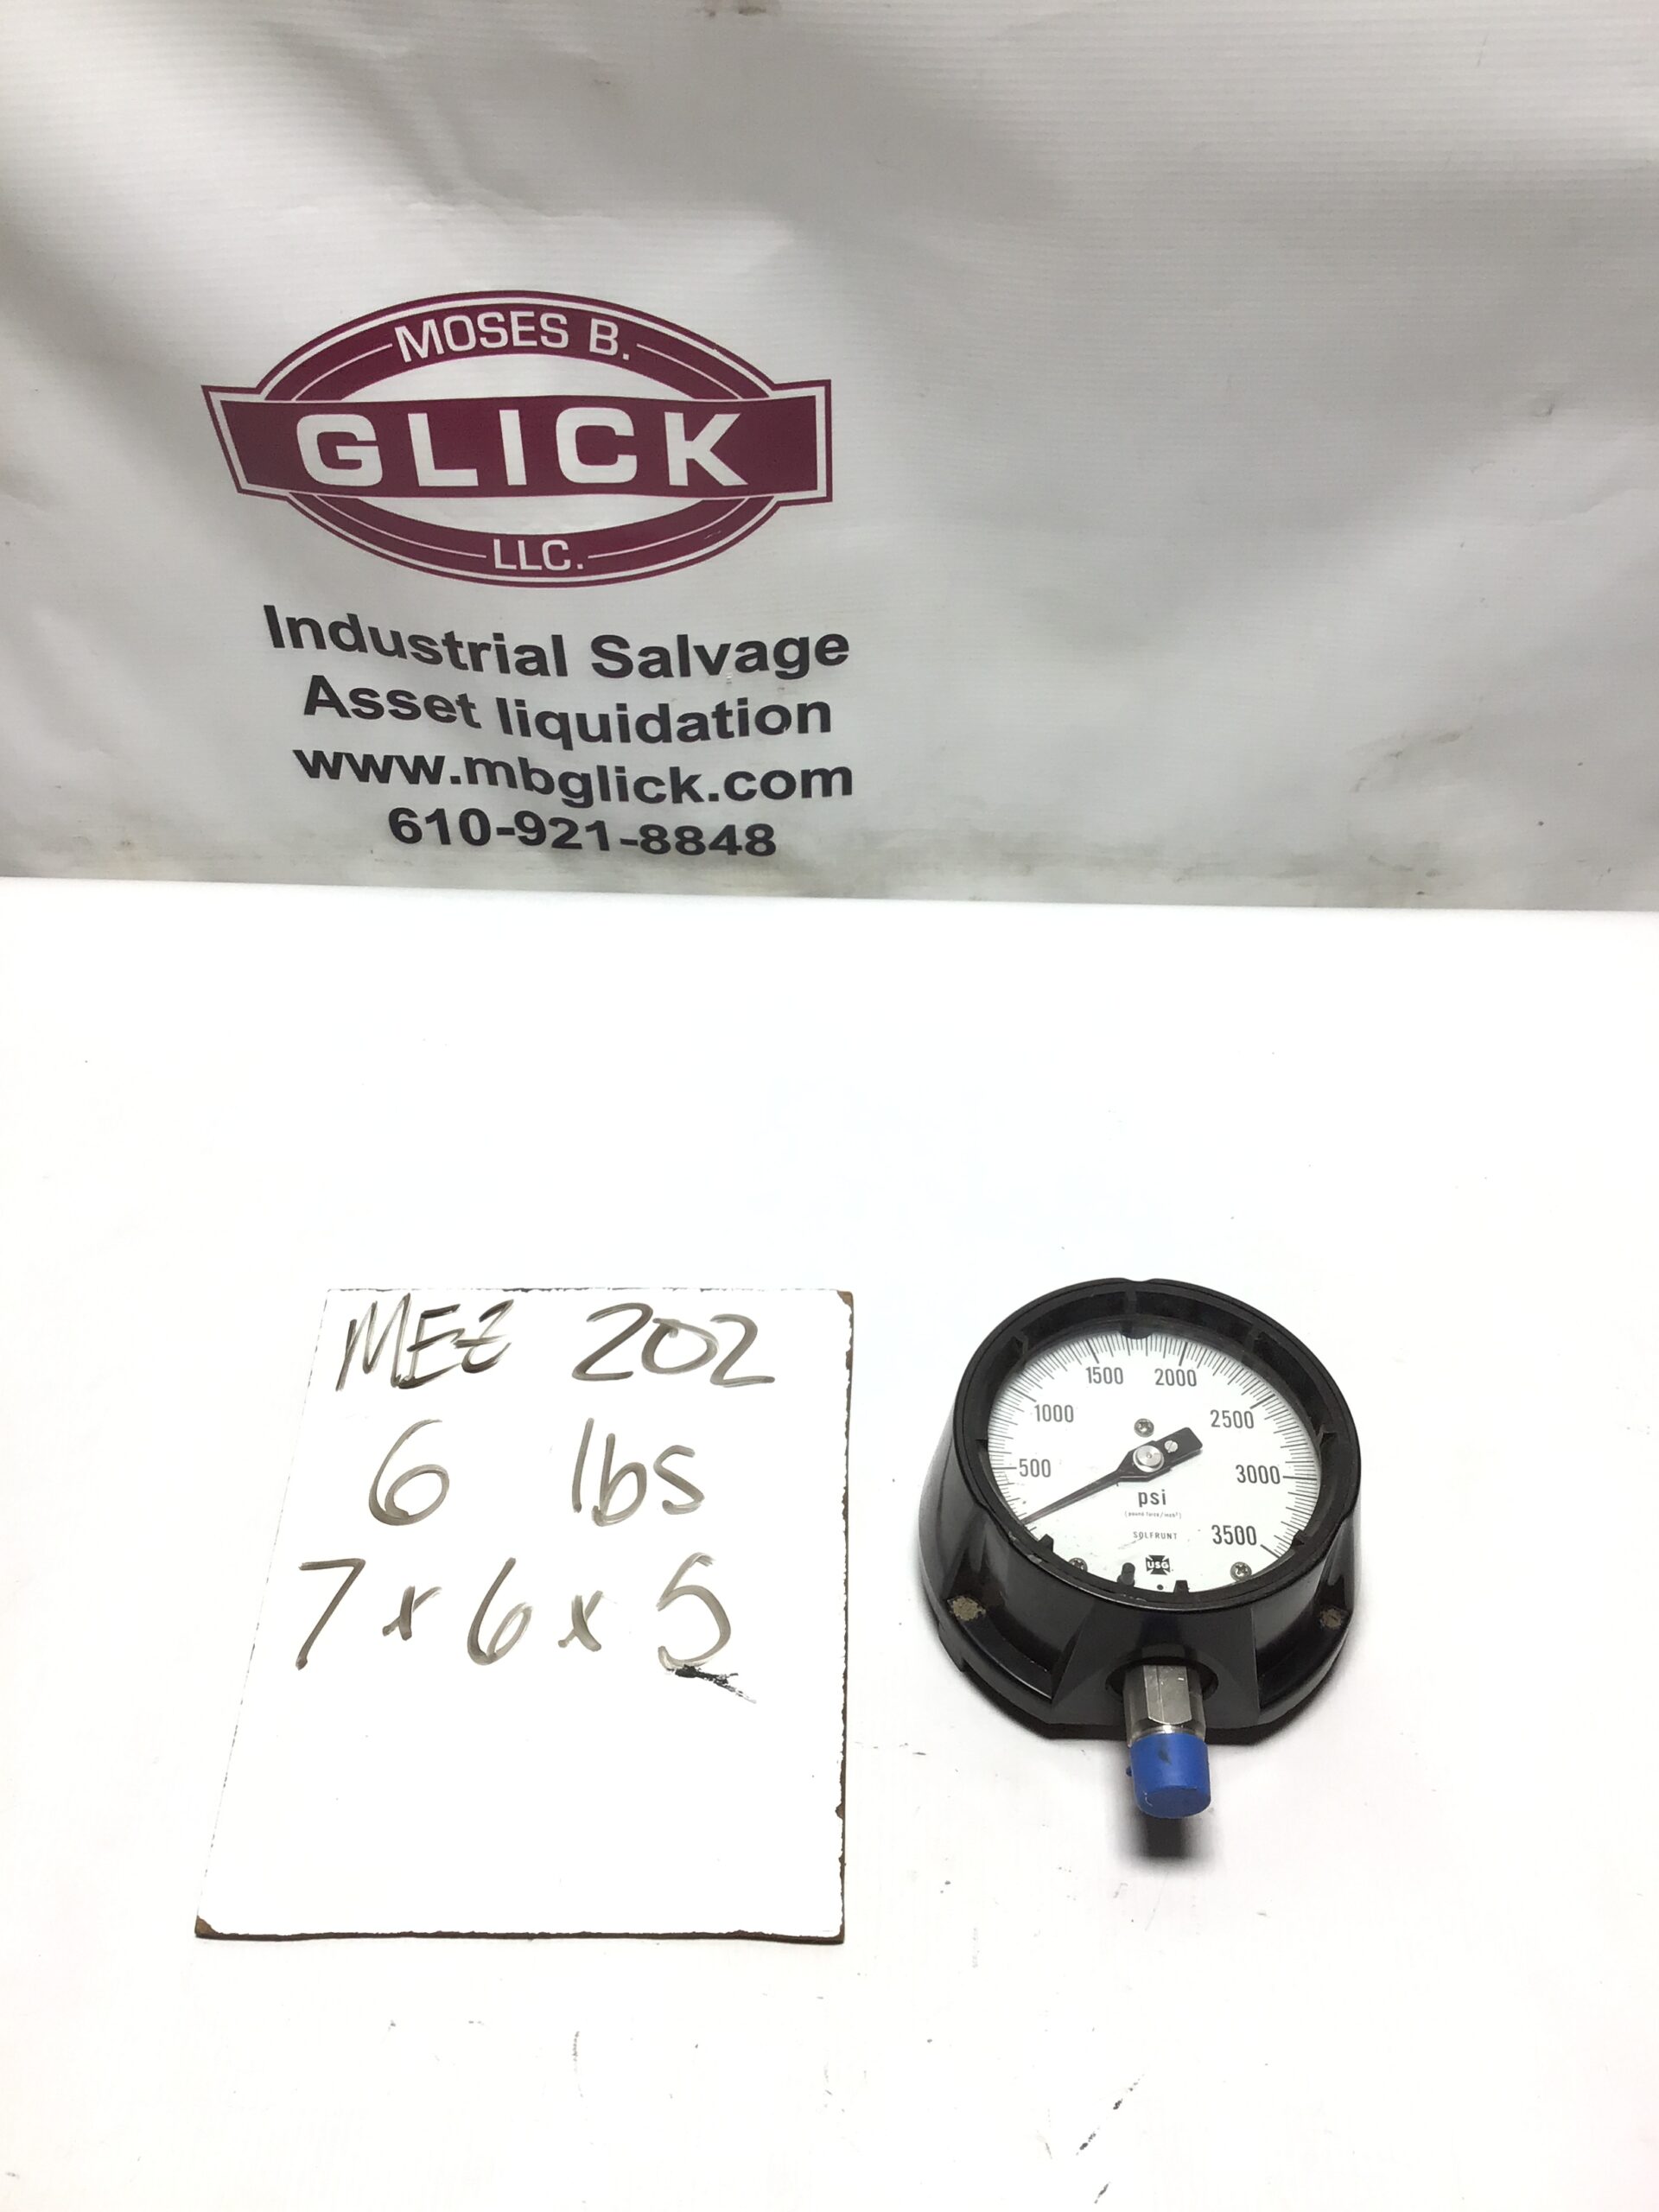 MOSES B.
GLICK
LLC.
Industrial Salvage
Asset liquidation
www.mbglick.com
610-921-8848
MEZ 202
6 lbs
7 x 6 x 5
1500 2000
1000 2500
500 3000
psi
SOLFRUNT
3500
USG